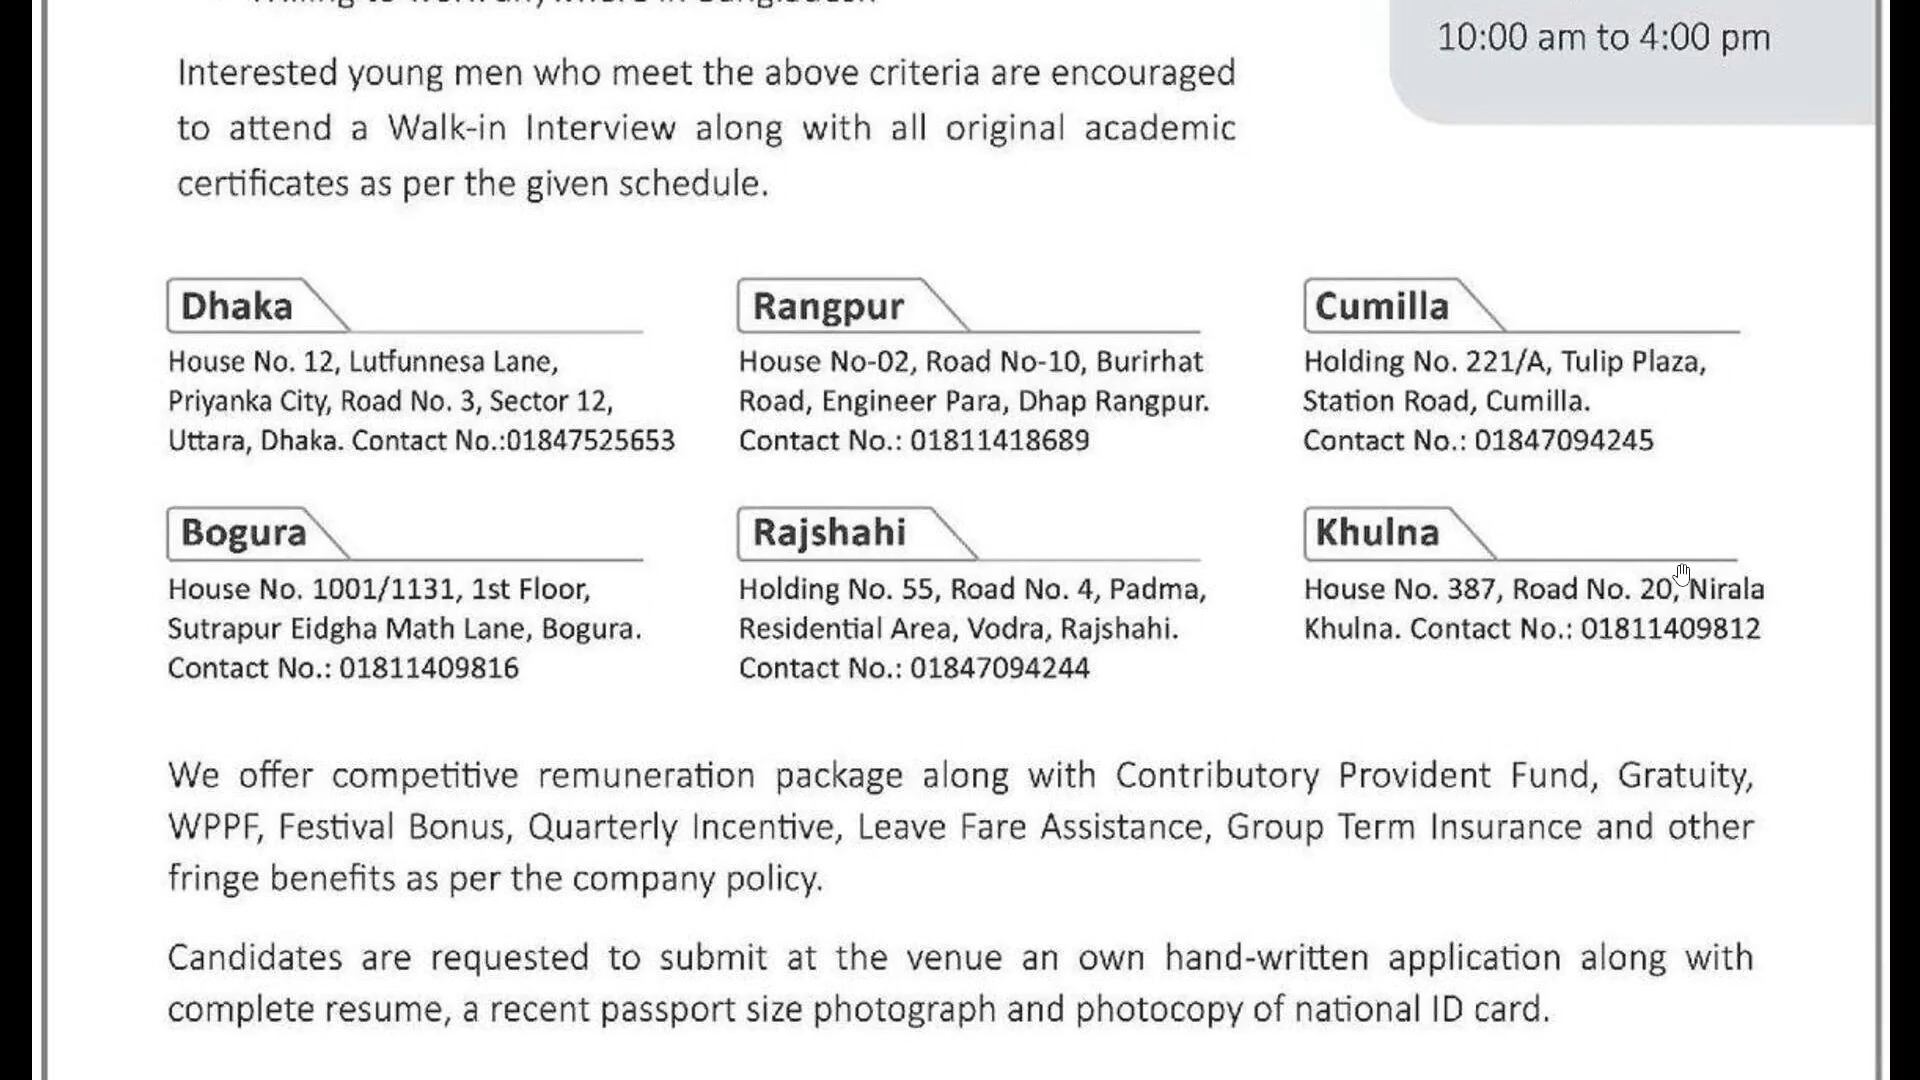 10:00 am to 4:00 pm
Interested young men who meet the above criteria are encouraged
to attend a Walk-in Interview along with all original academic
certificates as per the given schedule.
Dhaka
House No. 12, Lutfunnesa Lane,
Priyanka City, Road No. 3, Sector 12,
Uttara, Dhaka. Contact No.:01847525653
Rangpur
House No-02, Road No-10, Burirhat
Road, Engineer Para, Dhap Rangpur.
Contact No.: 01811418689
Cumilla
Holding No. 221/A, Tulip Plaza,
Station Road, Cumilla.
Contact No.: 01847094245
Bogura
House No. 1001/1131, 1st Floor,
Sutrapur Eidgha Math Lane, Bogura.
Contact No.: 01811409816
Rajshahi
Holding No. 55, Road No. 4, Padma,
Residential Area, Vodra, Rajshahi.
Contact No.: 01847094244
Khulna
House No. 387, Road No. 20, Nirala
Khulna. Contact No.: 01811409812
We offer competitive remuneration package along with Contributory Provident Fund, Gratuity,
WPPF, Festival Bonus, Quarterly Incentive, Leave Fare Assistance, Group Term Insurance and other
fringe benefits as per the company policy.
Candidates are requested to submit at the venue an own hand-written application along with
complete resume, a recent passport size photograph and photocopy of national ID card.